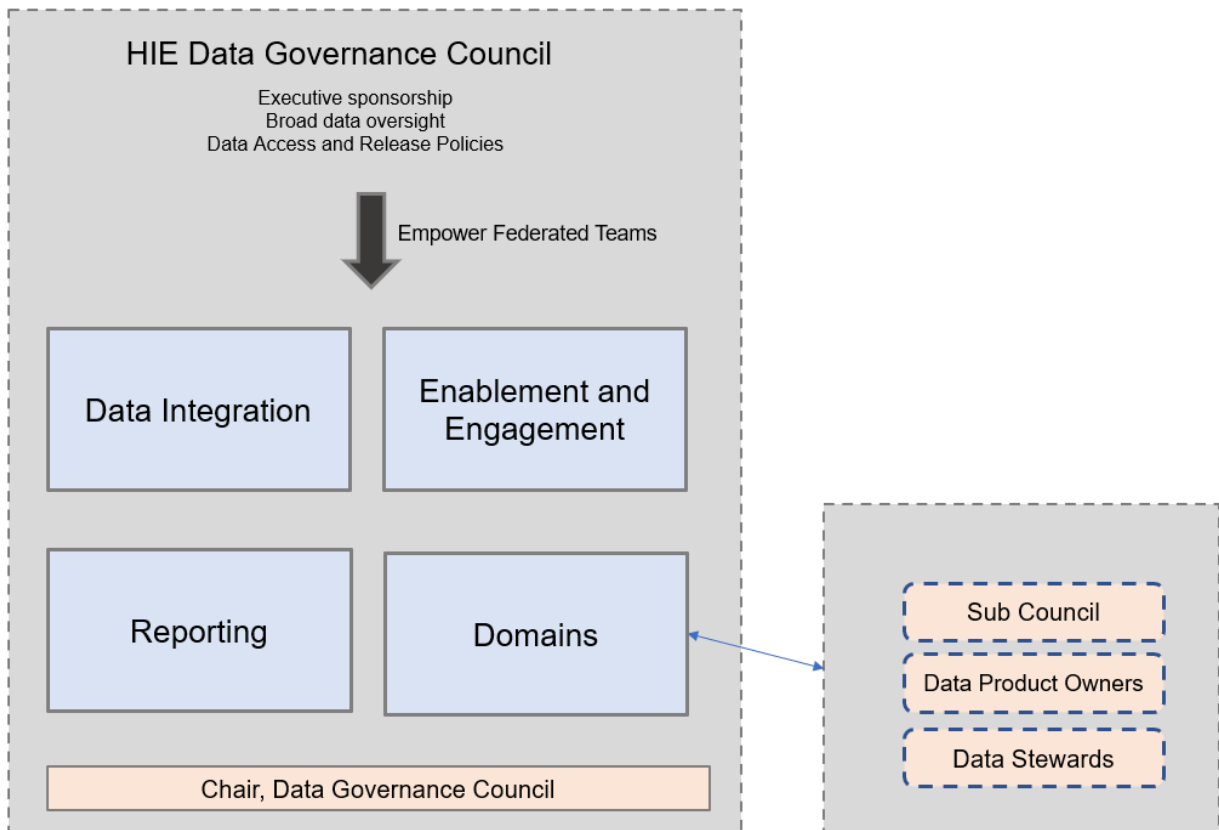 HIE Data Governance Council
Executive sponsorship
Broad data oversight
Data Access and Release Policies
Empower Federated Teams
Data Integration
Enablement and
Engagement
Reporting
Domains
Chair, Data Governance Council
Sub Council
Data Product Owners
Data Stewards